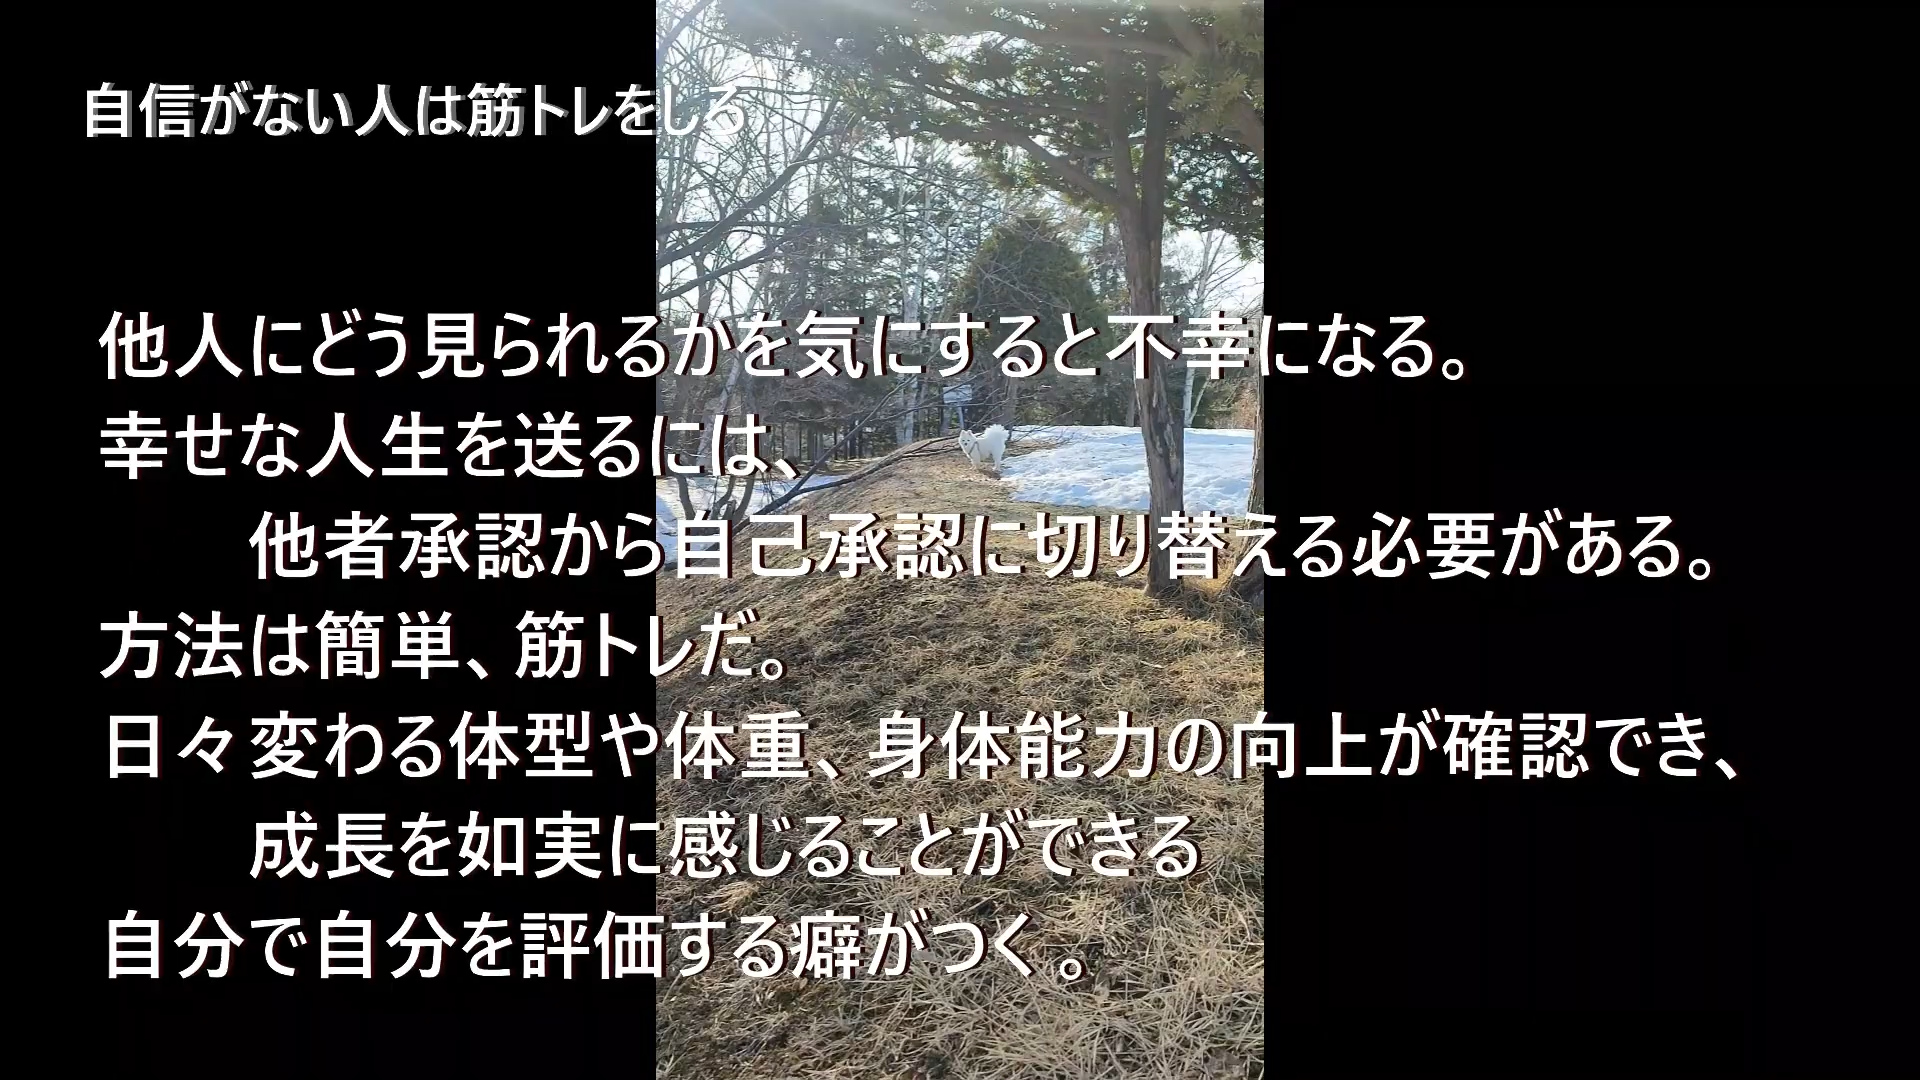 自信がない人は筋トレをしろ
他人にどう見られるかを気にすると不幸になる。
幸せな人生を送るには、
他者承認から自己承認に切り替える必要がある。
方法は簡単、筋トレだ。
日々変わる体型や体重、身体能力の向上が確認でき、
成長を如実に感じることができる
自分で自分を評価する癖がつく。